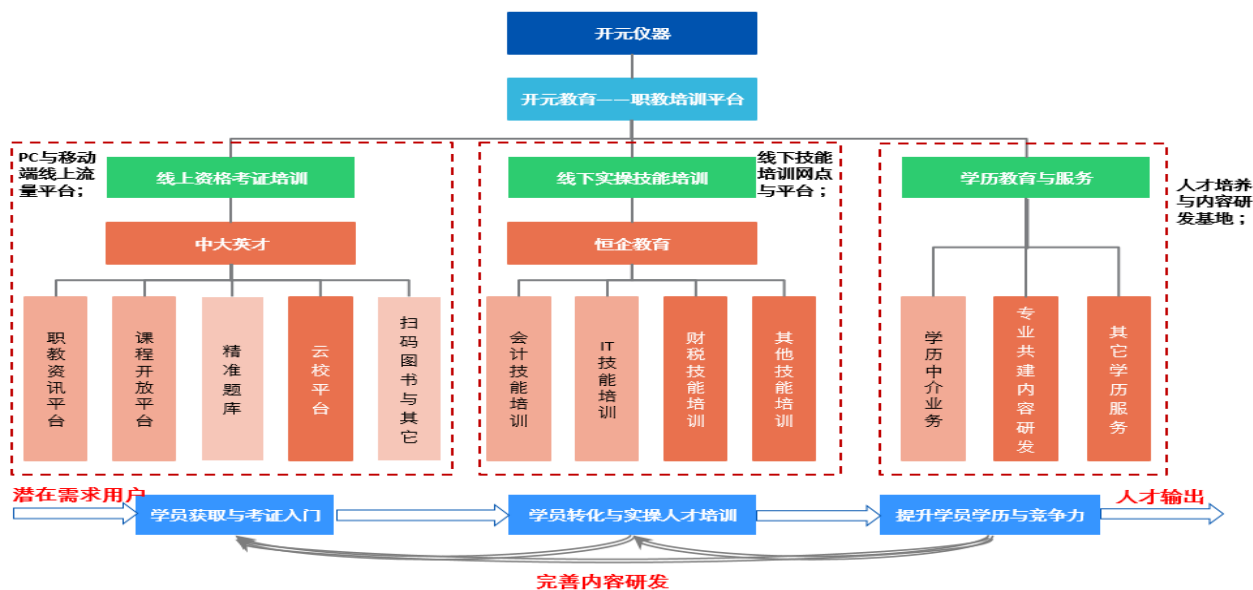 开元仪器
开元教育——职教培训平台
PC与移动
端线上流
量平台；
线上资格考证培训
线下实操技能培训
线下技能
培训网点
与平台；
学历教育与服务
人才培养
与内容研
发基地；
中大英才
恒企教育
职教资讯平台
课程开放平台
精准题库
云校平台
扫码图书与其它
会计技能培训
IT技能培训
财税技能培训
其他技能培训
学历中介业务
专业共建内容研发
其它学历服务
潜在需求用户
学员获取与考证入门
学员转化与实操人才培训
提升学员学历与竞争力
人才输出
完善内容研发